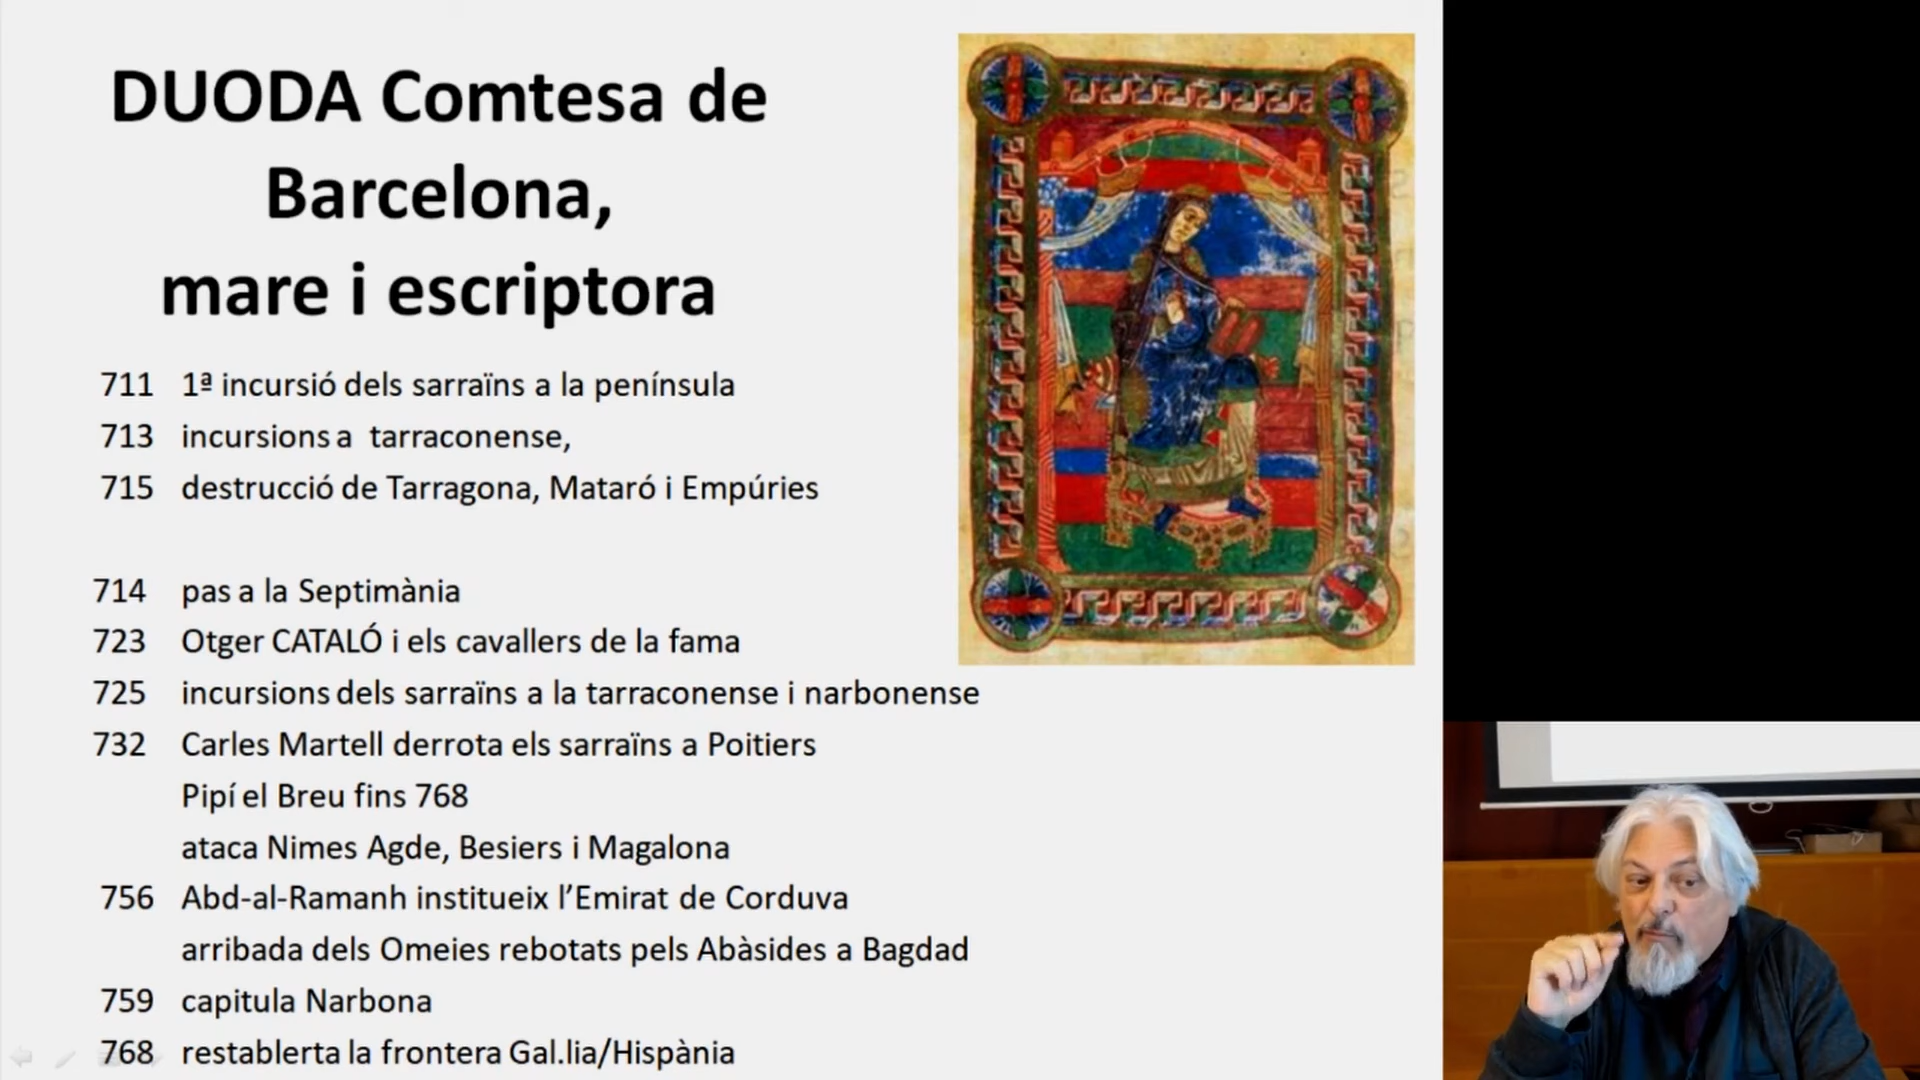 DUODA Comtesa de
Barcelona,
mare i escriptora
711 1ª incursió dels sarraïns a la península
713 incursions a tarraconense,
715 destrucció de Tarragona, Mataró i Empúries
714 pas a la Septimània
723 Otger CATALÓ i els cavallers de la fama
725 incursions dels sarraïns a la tarraconense i narbonense
732 Carles Martell derrota els sarraïns a Poitiers
Pipí el Breu fins 768
ataca Nimes Agde, Besiers i Magalona
756 Abd-al-Ramanh institueix l’Emirat de Corduva
arribada dels Omeies rebotats pels Abàsides a Bagdad
759 capitula Narbona
768 restablerta la frontera Gal.lia/Hispània